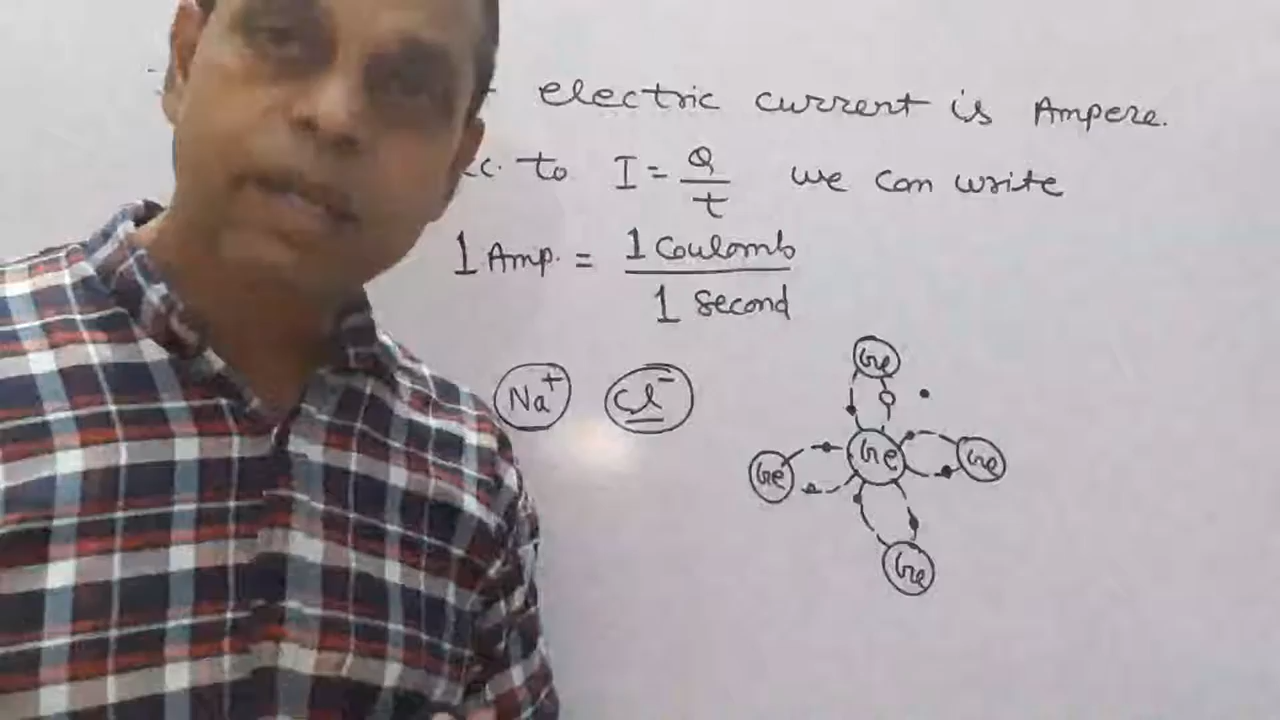 electric current is Ampere.
to I = Q/t we can write
1 Amp. = 1 Coulomb / 1 Second
Na⁺ Cl⁻
Ge
Ge Ge Ge
Ge